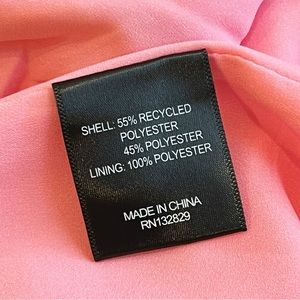 SHELL: 55% RECYCLED
POLYESTER
45% POLYESTER
LINING: 100% POLYESTER
MADE IN CHINA
RN132829